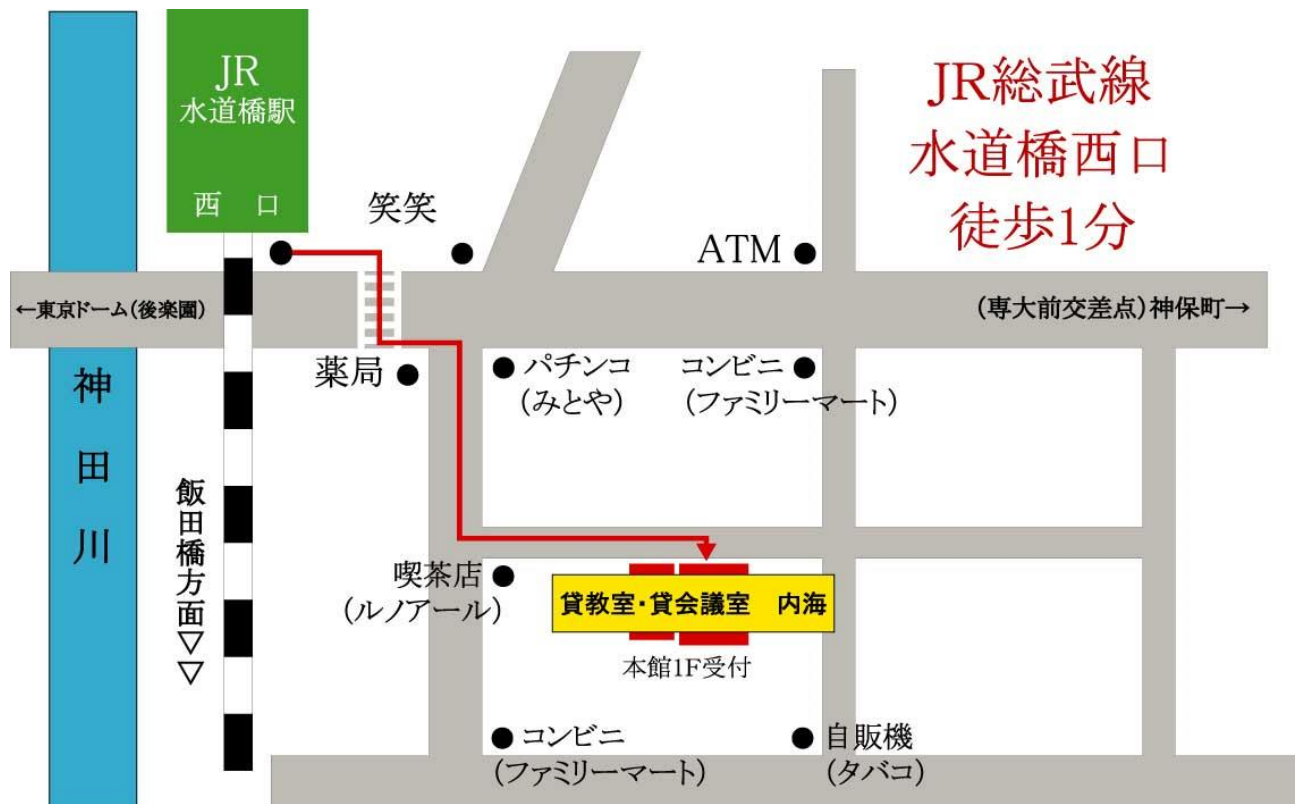 JR
水道橋駅
西 口
JR総武線
水道橋西口
徒歩1分
笑笑
ATM
←東京ドーム(後楽園)
(専大前交差点)神保町→
薬局
パチンコ
(みとや)
コンビニ
(ファミリーマート)
神田川
飯田橋方面▽▽
喫茶店
(ルノアール)
貸教室・貸会議室 内海
本館1F受付
コンビニ
(ファミリーマート)
自販機
(タバコ)